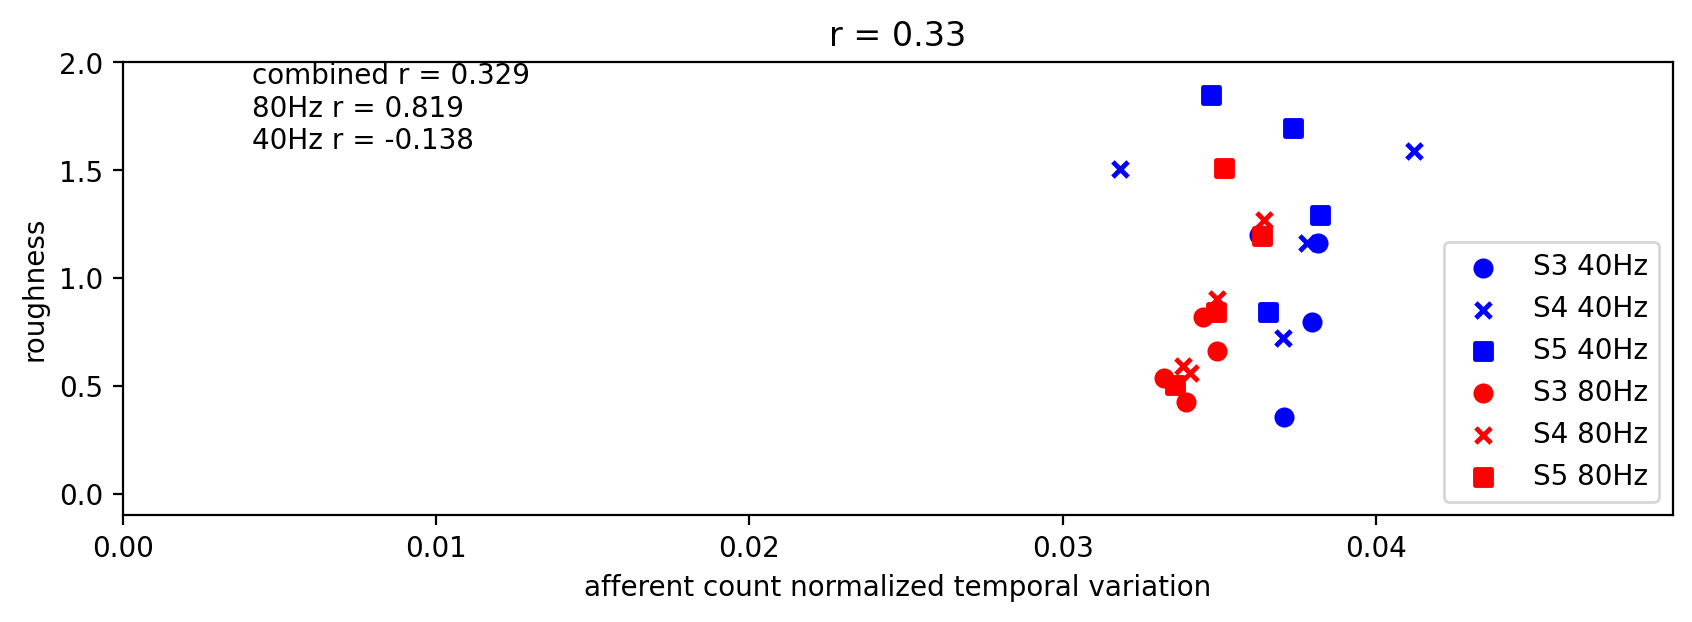 r = 0.33
combined r = 0.329
80Hz r = 0.819
40Hz r = -0.138
2.0
1.5
1.0
0.5
0.0
roughness
S3 40Hz
S4 40Hz
S5 40Hz
S3 80Hz
S4 80Hz
S5 80Hz
0.00 0.01 0.02 0.03 0.04
afferent count normalized temporal variation